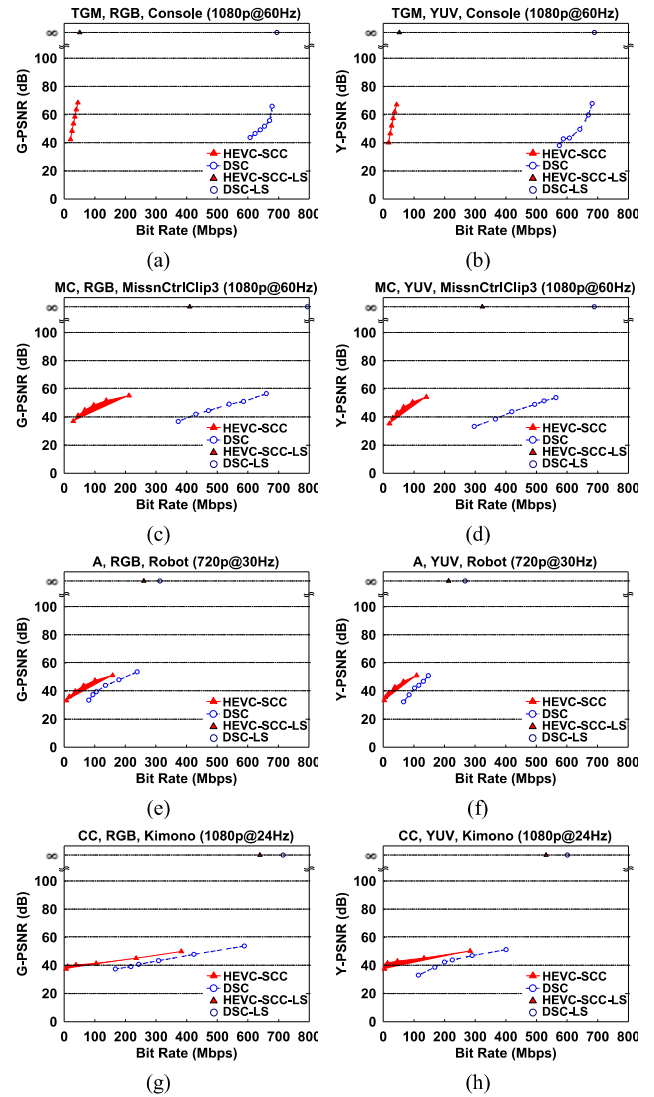 TGM, RGB, Console (1080p@60Hz)
∞
100
80
60
40
20
0
G-PSNR (dB)
HEVC-SCC
DSC
HEVC-SCC-LS
DSC-LS
0 100 200 300 400 500 600 700 800
Bit Rate (Mbps)
(a)
TGM, YUV, Console (1080p@60Hz)
∞
100
80
60
40
20
0
Y-PSNR (dB)
HEVC-SCC
DSC
HEVC-SCC-LS
DSC-LS
0 100 200 300 400 500 600 700 800
Bit Rate (Mbps)
(b)
MC, RGB, MissnCtrlClip3 (1080p@60Hz)
∞
100
80
60
40
20
0
G-PSNR (dB)
HEVC-SCC
DSC
HEVC-SCC-LS
DSC-LS
0 100 200 300 400 500 600 700 800
Bit Rate (Mbps)
(c)
MC, YUV, MissnCtrlClip3 (1080p@60Hz)
∞
100
80
60
40
20
0
Y-PSNR (dB)
HEVC-SCC
DSC
HEVC-SCC-LS
DSC-LS
0 100 200 300 400 500 600 700 800
Bit Rate (Mbps)
(d)
A, RGB, Robot (720p@30Hz)
∞
100
80
60
40
20
0
G-PSNR (dB)
HEVC-SCC
DSC
HEVC-SCC-LS
DSC-LS
0 100 200 300 400 500 600 700 800
Bit Rate (Mbps)
(e)
A, YUV, Robot (720p@30Hz)
∞
100
80
60
40
20
0
Y-PSNR (dB)
HEVC-SCC
DSC
HEVC-SCC-LS
DSC-LS
0 100 200 300 400 500 600 700 800
Bit Rate (Mbps)
(f)
CC, RGB, Kimono (1080p@24Hz)
∞
100
80
60
40
20
0
G-PSNR (dB)
HEVC-SCC
DSC
HEVC-SCC-LS
DSC-LS
0 100 200 300 400 500 600 700 800
Bit Rate (Mbps)
(g)
CC, YUV, Kimono (1080p@24Hz)
∞
100
80
60
40
20
0
Y-PSNR (dB)
HEVC-SCC
DSC
HEVC-SCC-LS
DSC-LS
0 100 200 300 400 500 600 700 800
Bit Rate (Mbps)
(h)